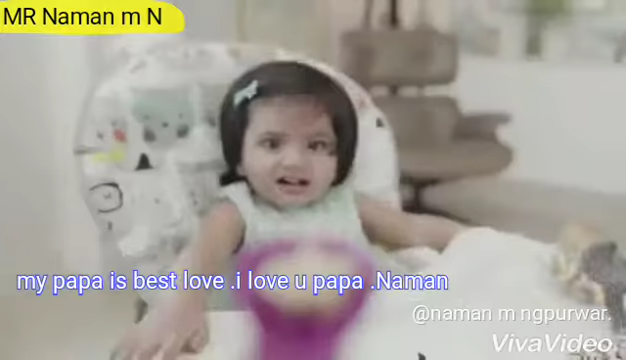 MR Naman m N
my papa is best love .i love u papa .Naman
@naman m ngpurwar.
VivaVideo